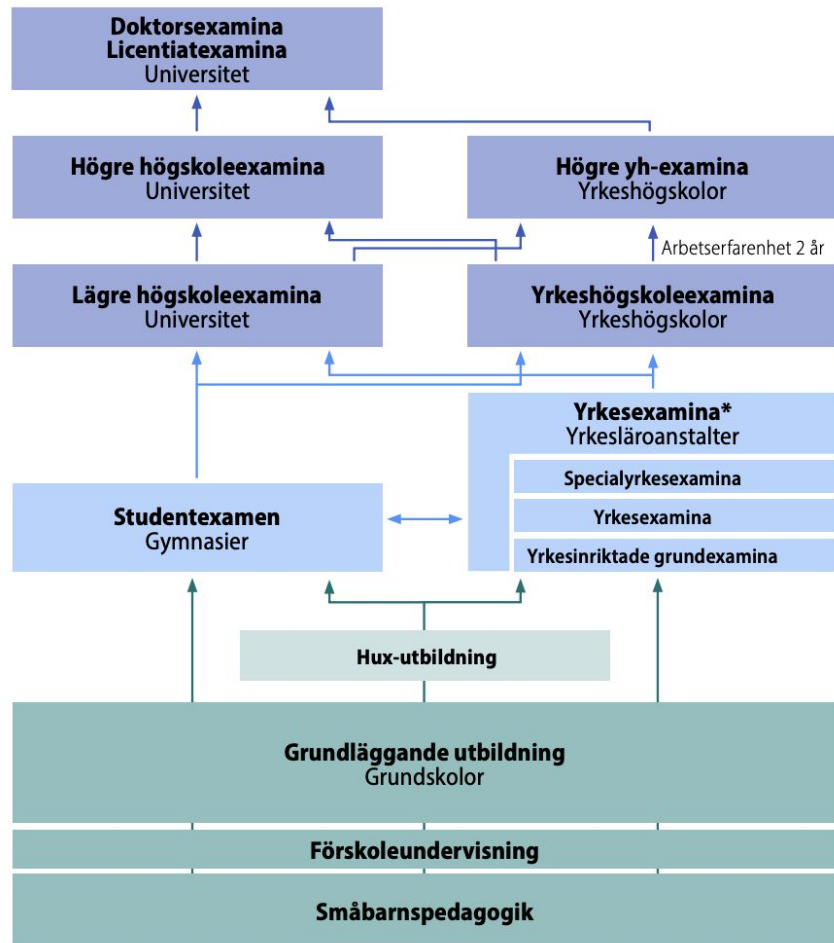 Doktorsexamina
Licentiatexamina
Universitet
Högre högskoleexamina
Universitet
Högre yh-examina
Yrkeshögskolor
Arbetserfarenhet 2 år
Lägre högskoleexamina
Universitet
Yrkeshögskoleexamina
Yrkeshögskolor
Yrkesexamina*
Yrkesläroanstalter
Specialyrkesexamina
Yrkesexamina
Yrkesinriktade grundexamina
Studentexamen
Gymnasier
Hux-utbildning
Grundläggande utbildning
Grundskolor
Förskoleundervisning
Småbarnspedagogik